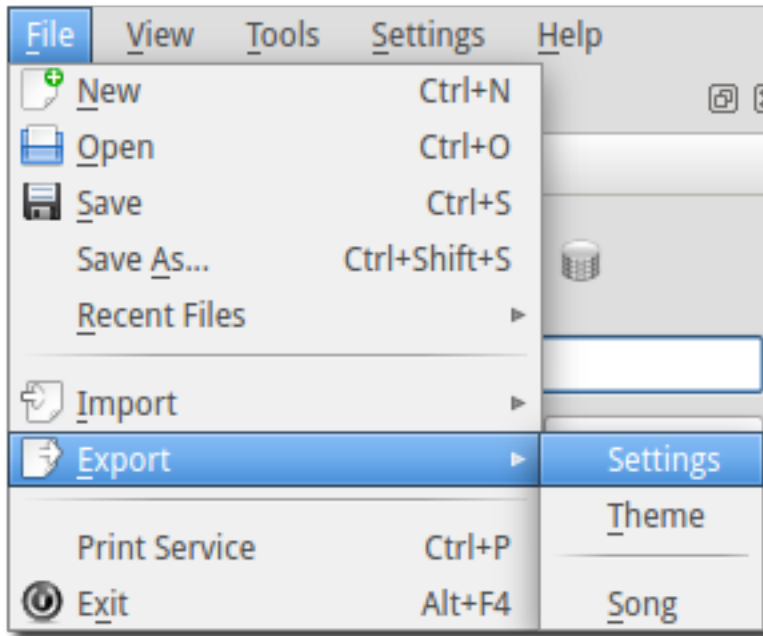 File View Tools Settings Help
New Ctrl+N
Open Ctrl+O
Save Ctrl+S
Save As... Ctrl+Shift+S
Recent Files
Import
Export Settings
Theme
Print Service Ctrl+P
Exit Alt+F4 Song